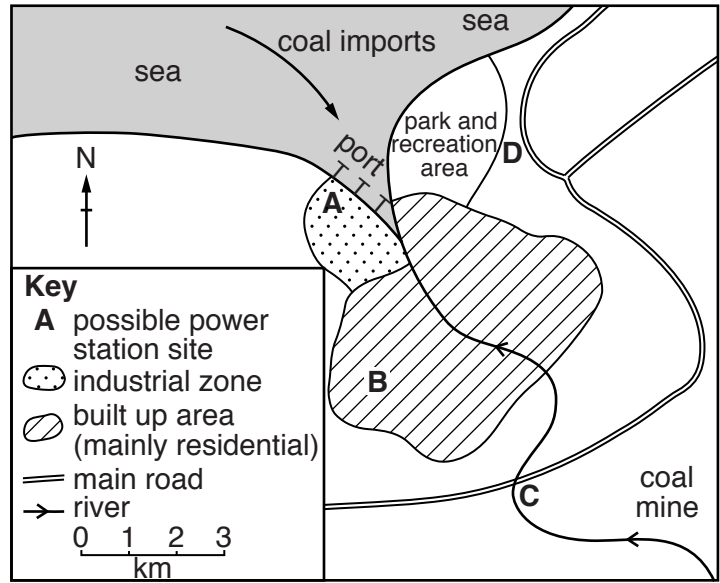 sea
coal imports
sea
port
park and
recreation
area
D
N
A
Key
A possible power
station site
industrial zone
built up area
(mainly residential)
main road
river
0 1 2 3
km
B
C
coal
mine